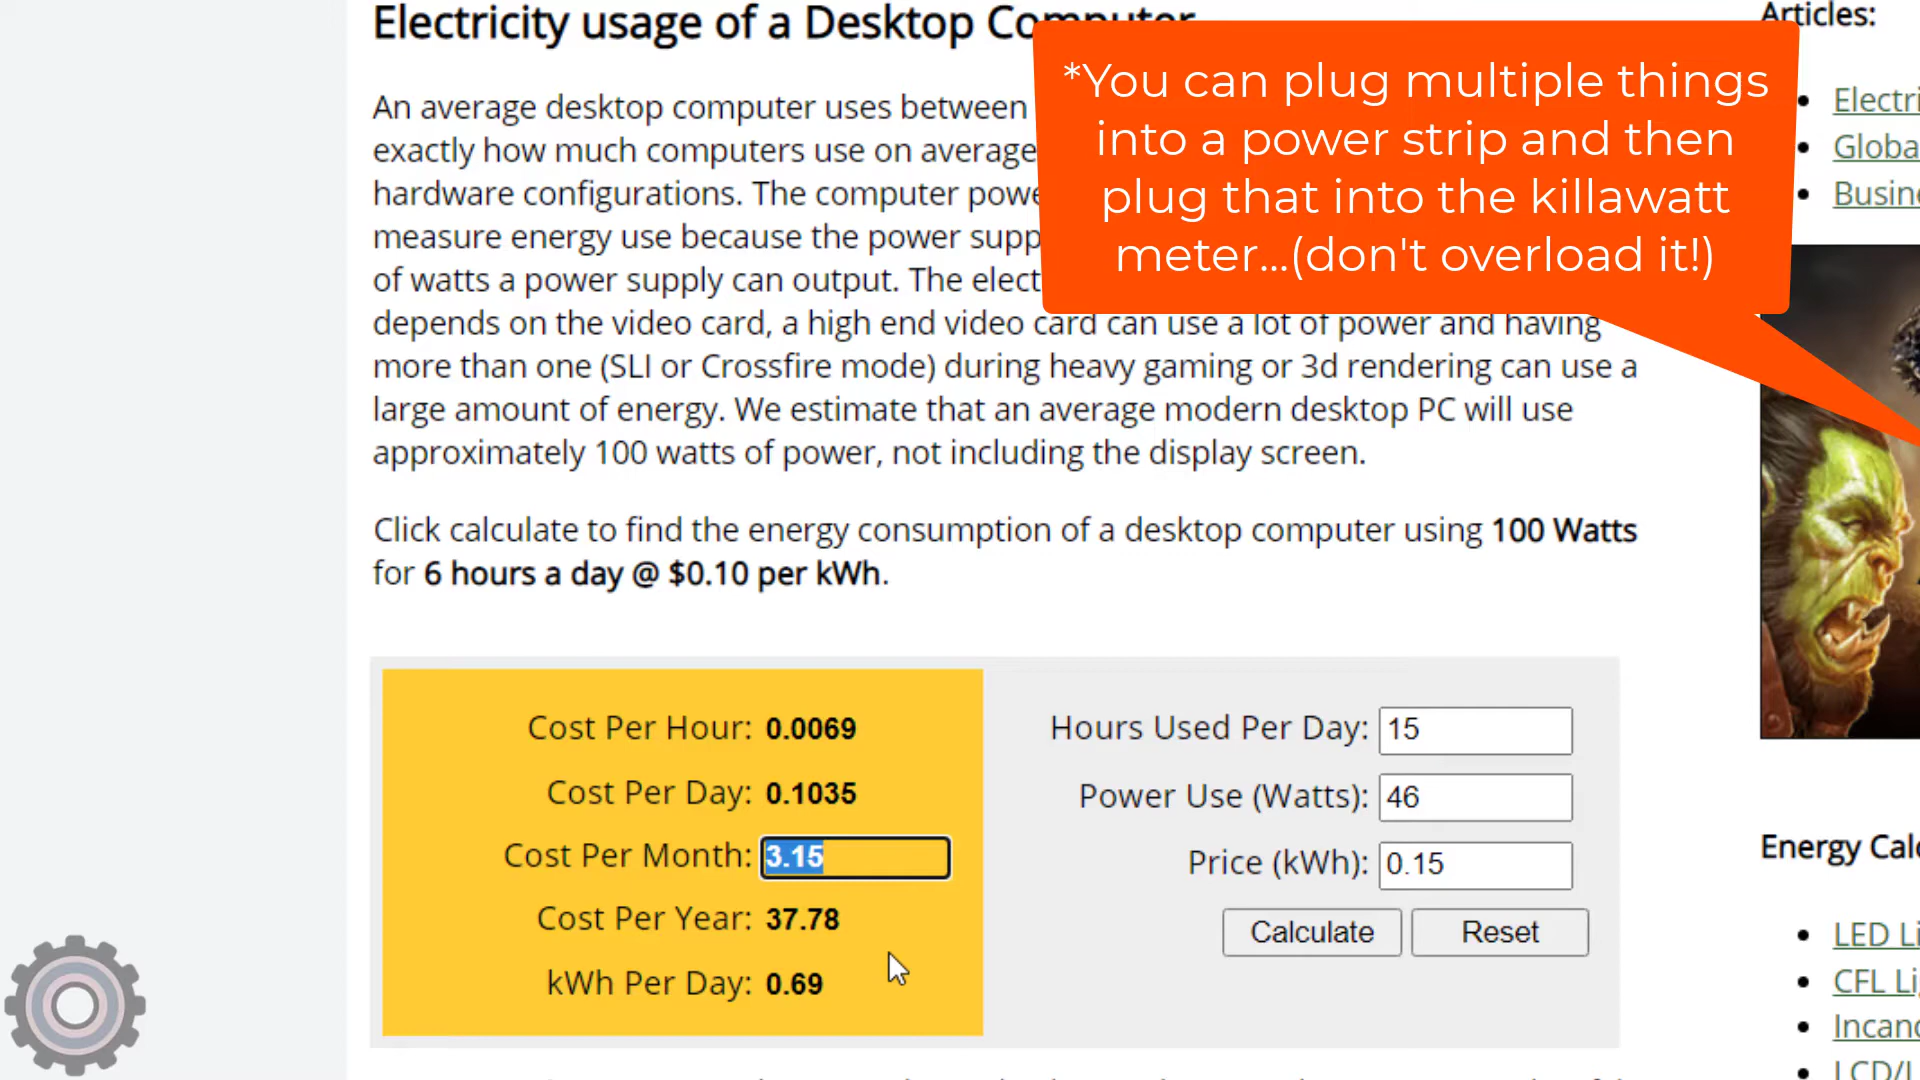 Electricity usage of a Desktop
*You can plug multiple things
into a power strip and then
plug that into the killawatt
meter...(don't overload it!)
An average desktop computer uses between
exactly how much computers use on average
hardware configurations. The computer
measure energy use because the power
of watts a power supply can output. The
depends on the video card, a high end video card can use a lot of power and having
more than one (SLI or Crossfire mode) during heavy gaming or 3d rendering can use a
large amount of energy. We estimate that an average modern desktop PC will use
approximately 100 watts of power, not including the display screen.
Click calculate to find the energy consumption of a desktop computer using 100 Watts
for 6 hours a day @ $0.10 per kWh.
Cost Per Hour: 0.0069
Cost Per Day: 0.1035
Cost Per Month: 3.15
Cost Per Year: 37.78
kWh Per Day: 0.69
Hours Used Per Day: 15
Power Use (Watts): 46
Price (kWh): 0.15
Calculate Reset
Articles:
Energy
LED
CFL